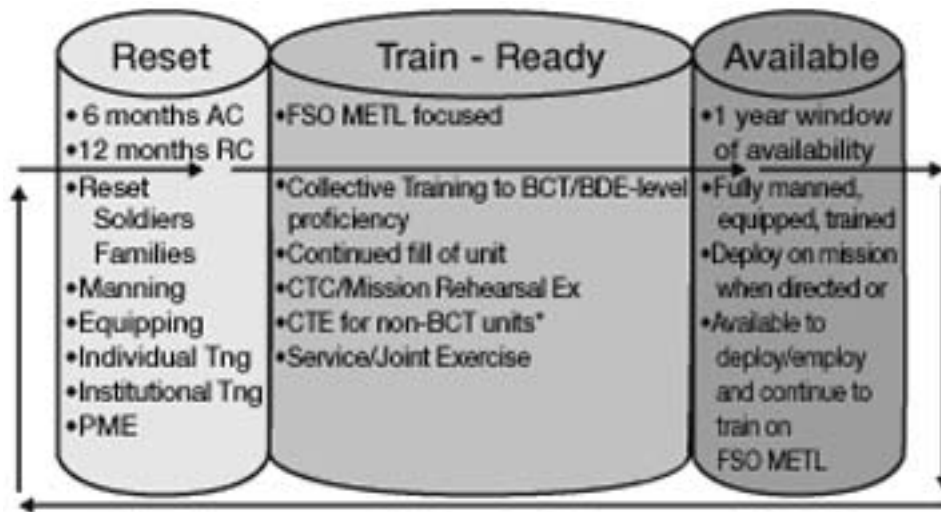 Reset
• 6 months AC
•12 months RC
•Reset
Soldiers
Families
•Manning
•Equipping
•Individual Tng
•Institutional Tng
•PME
Train - Ready
•FSO METL focused
•Collective Training to BCT/BDE-level
proficiency
•Continued fill of unit
•CTC/Mission Rehearsal Ex
•CTE for non-BCT units*
•Service/Joint Exercise
Available
•1 year window
of availability
•Fully manned,
equipped, trained
•Deploy on mission
when directed or
•Available to
deploy/employ
and continue to
train on
FSO METL